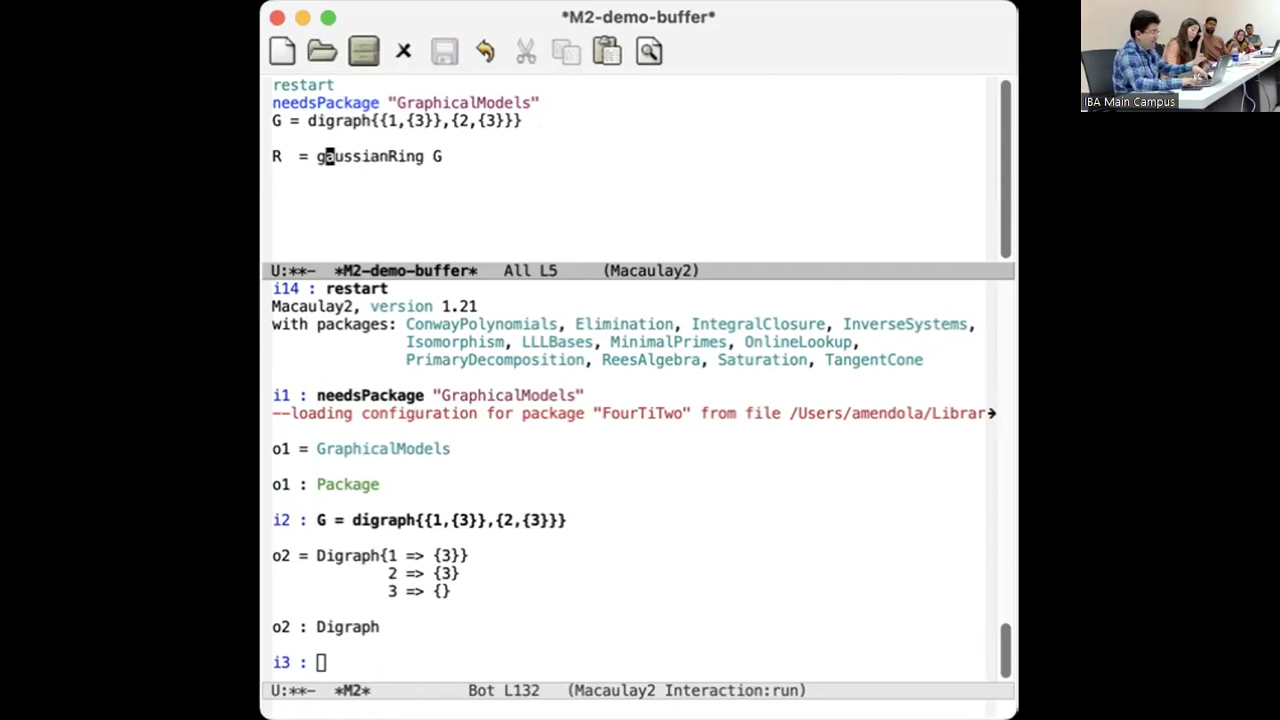 *M2-demo-buffer*
restart
needsPackage "GraphicalModels"
G = digraph{{1,{3}},{2,{3}}}
R  = gaussianRing G
U:**-  *M2-demo-buffer*   All L5     (Macaulay2)
i14 : restart
Macaulay2, version 1.21
with packages: ConwayPolynomials, Elimination, IntegralClosure, InverseSystems,
Isomorphism, LLLBases, MinimalPrimes, OnlineLookup,
PrimaryDecomposition, ReesAlgebra, Saturation, TangentCone
i1 : needsPackage "GraphicalModels"
--loading configuration for package "FourTiTwo" from file /Users/amendola/Librar
o1 = GraphicalModels
o1 : Package
i2 : G = digraph{{1,{3}},{2,{3}}}
o2 = Digraph{1 => {3}}
2 => {3}
3 => {}
o2 : Digraph
i3 :
U:**-  *M2*           Bot L132   (Macaulay2 Interaction:run)
IBA Main Campus